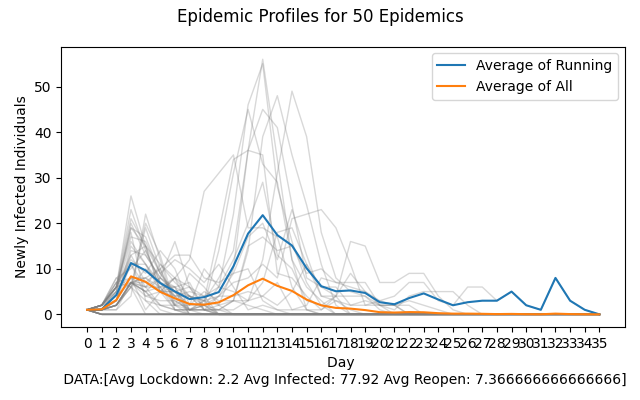 Epidemic Profiles for 50 Epidemics
Average of Running
Average of All
Newly Infected Individuals
50
40
30
20
10
0
0 1 2 3 4 5 6 7 8 9 10 11 12 13 14 15 16 17 18 19 20 21 22 23 24 25 26 27 28 29 30 31 32 33 34 35
Day
DATA:[Avg Lockdown: 2.2 Avg Infected: 77.92 Avg Reopen: 7.366666666666666]